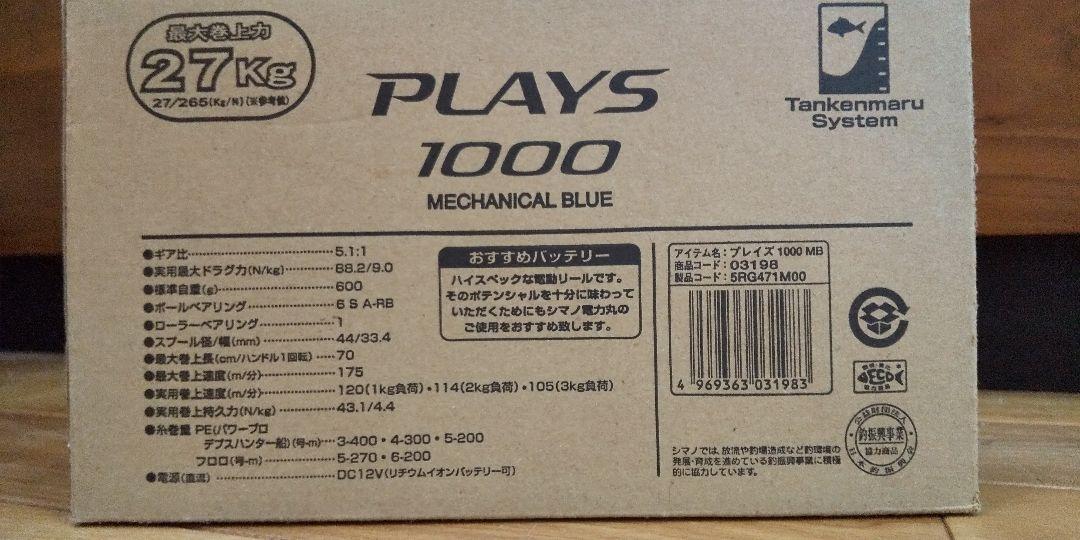 最大巻上力
27Kg
27/265(Kg/N)(※参考値)
PLAYS
1000
MECHANICAL BLUE
Tankenmaru
System
●ギア比 5.1:1
●実用最大ドラグ力(N/kg) 88.2/9.0
●標準自重(g) 600
●ボールベアリング 6 S A-RB
●ローラーベアリング 1
●スプール径/幅(mm) 44/33.4
●最大巻上長(cm/ハンドル1回転) 70
●最大巻上速度(m/分) 175
●実用巻上速度(m/分) 120(1kg負荷)・114(2kg負荷)・105(3kg負荷)
●実用巻上持久力(N/kg) 43.1/4.4
●糸巻量 PE(パワープロ
デプスハンター船)(号-m) 3-400・4-300・5-200
フロロ(号-m) 5-270・6-200
●電源(直流) DC12V(リチウムイオンバッテリー可)
おすすめバッテリー
ハイスペックな電動リールです。
そのポテンシャルを十分に味わって
いただくためにもシマノ電力丸の
ご使用をおすすめ致します。
アイテム名:プレイズ 1000 MB
商品コード:03198
製品コード:5RG471M00
4 969363 031983
シマノでは、放流や釣場造成など釣環境の
発展・育成を進めている釣振興事業に積極
的に協力しています。
ECO
公益財団法人
釣振興事業
協力商品
日本釣振興会